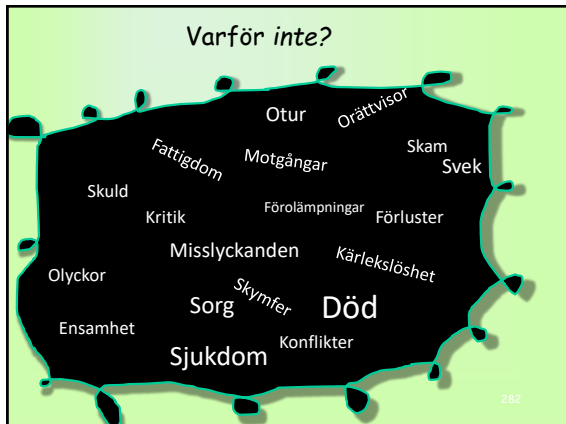 Varför inte?
Otur
Orättvisor
Fattigdom
Motgångar
Skam
Svek
Skuld
Kritik
Förolämpningar
Förluster
Misslyckanden
Kärlekslöshet
Olyckor
Skymfer
Sorg
Död
Ensamhet
Konflikter
Sjukdom
282